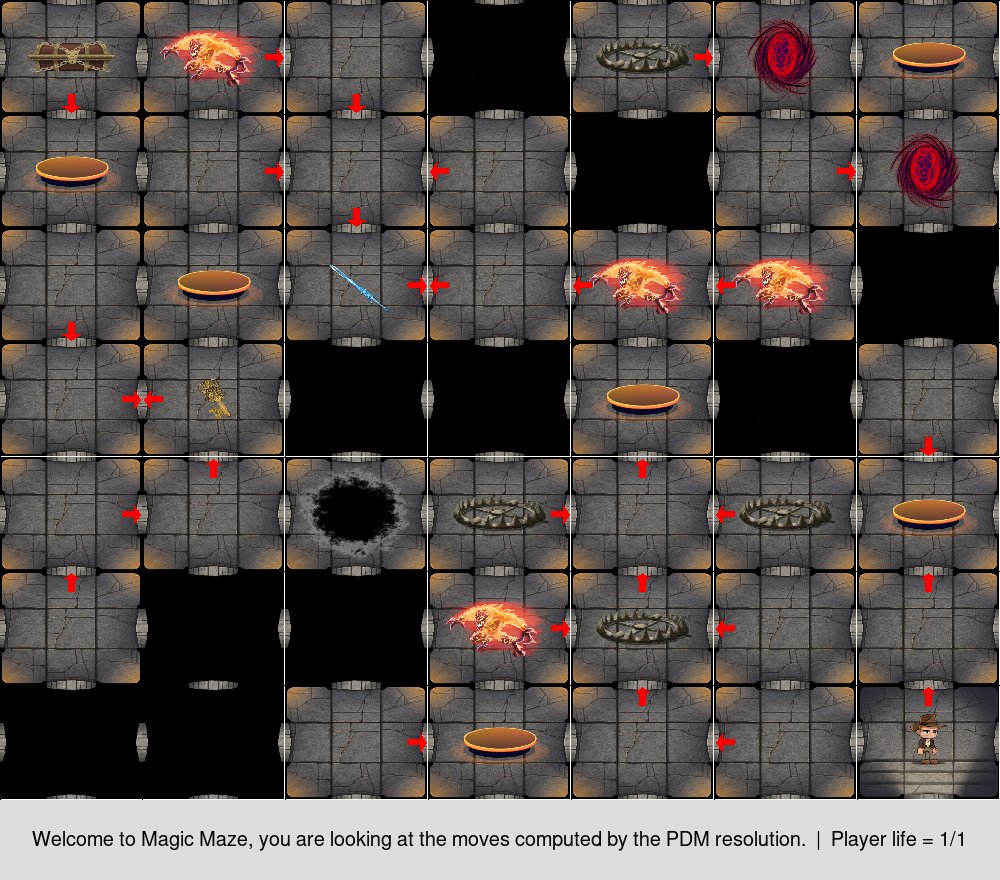 Welcome to Magic Maze, you are looking at the moves computed by the PDM resolution.  |  Player life = 1/1